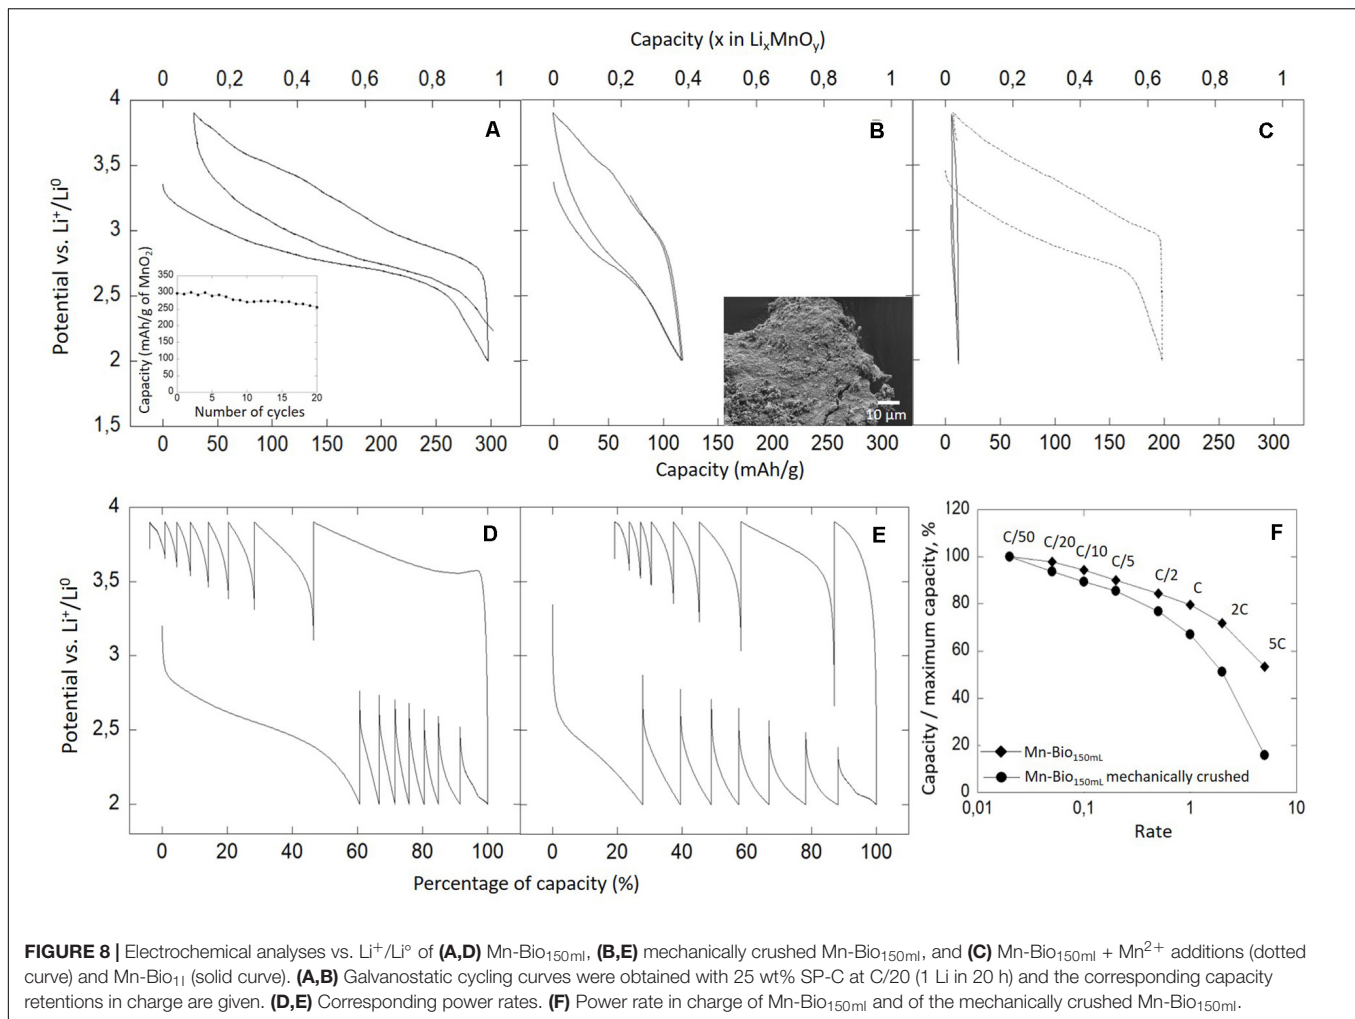 Capacity (x in LixMnOy)
0 0,2 0,4 0,6 0,8 1 0 0,2 0,4 0,6 0,8 1 0 0,2 0,4 0,6 0,8 1
Potential vs. Li+/Li0
4
3,5
3
2,5
2
1,5
A
B
C
Capacity (mAh/g of MnO2)
350
300
250
200
150
100
50
0
0 5 10 15 20
Number of cycles
10 µm
0 50 100 150 200 250 300 0 50 100 150 200 250 300 0 50 100 150 200 250 300
Capacity (mAh/g)
Potential vs. Li+/Li0
4
3,5
3
2,5
2
D
E
0 20 40 60 80 100 0 20 40 60 80 100
Percentage of capacity (%)
Capacity / maximum capacity, %
120
100
80
60
40
20
0
F
C/50
C/20
C/10
C/5
C/2
C
2C
5C
Mn-Bio150mL
Mn-Bio150mL mechanically crushed
0,01 0,1 1 10
Rate
FIGURE 8 | Electrochemical analyses vs. Li+/Li° of (A,D) Mn-Bio150ml, (B,E) mechanically crushed Mn-Bio150ml, and (C) Mn-Bio150ml + Mn2+ additions (dotted
curve) and Mn-Bio1l (solid curve). (A,B) Galvanostatic cycling curves were obtained with 25 wt% SP-C at C/20 (1 Li in 20 h) and the corresponding capacity
retentions in charge are given. (D,E) Corresponding power rates. (F) Power rate in charge of Mn-Bio150ml and of the mechanically crushed Mn-Bio150ml.